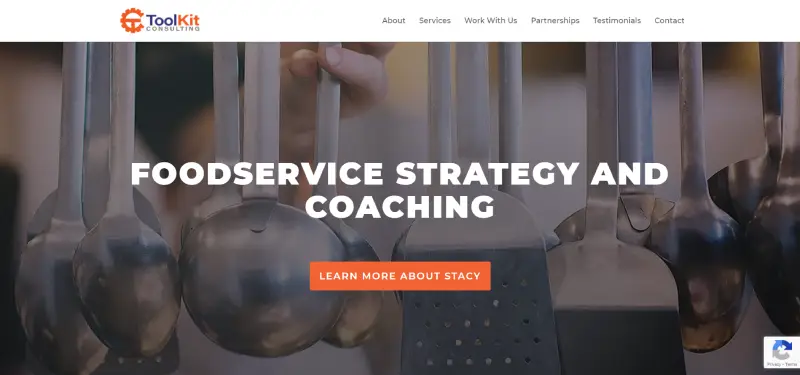 ToolKit
CONSULTING
About Services Work With Us Partnerships Testimonials Contact
FOODSERVICE STRATEGY AND
COACHING
LEARN MORE ABOUT STACY
Privacy - Terms